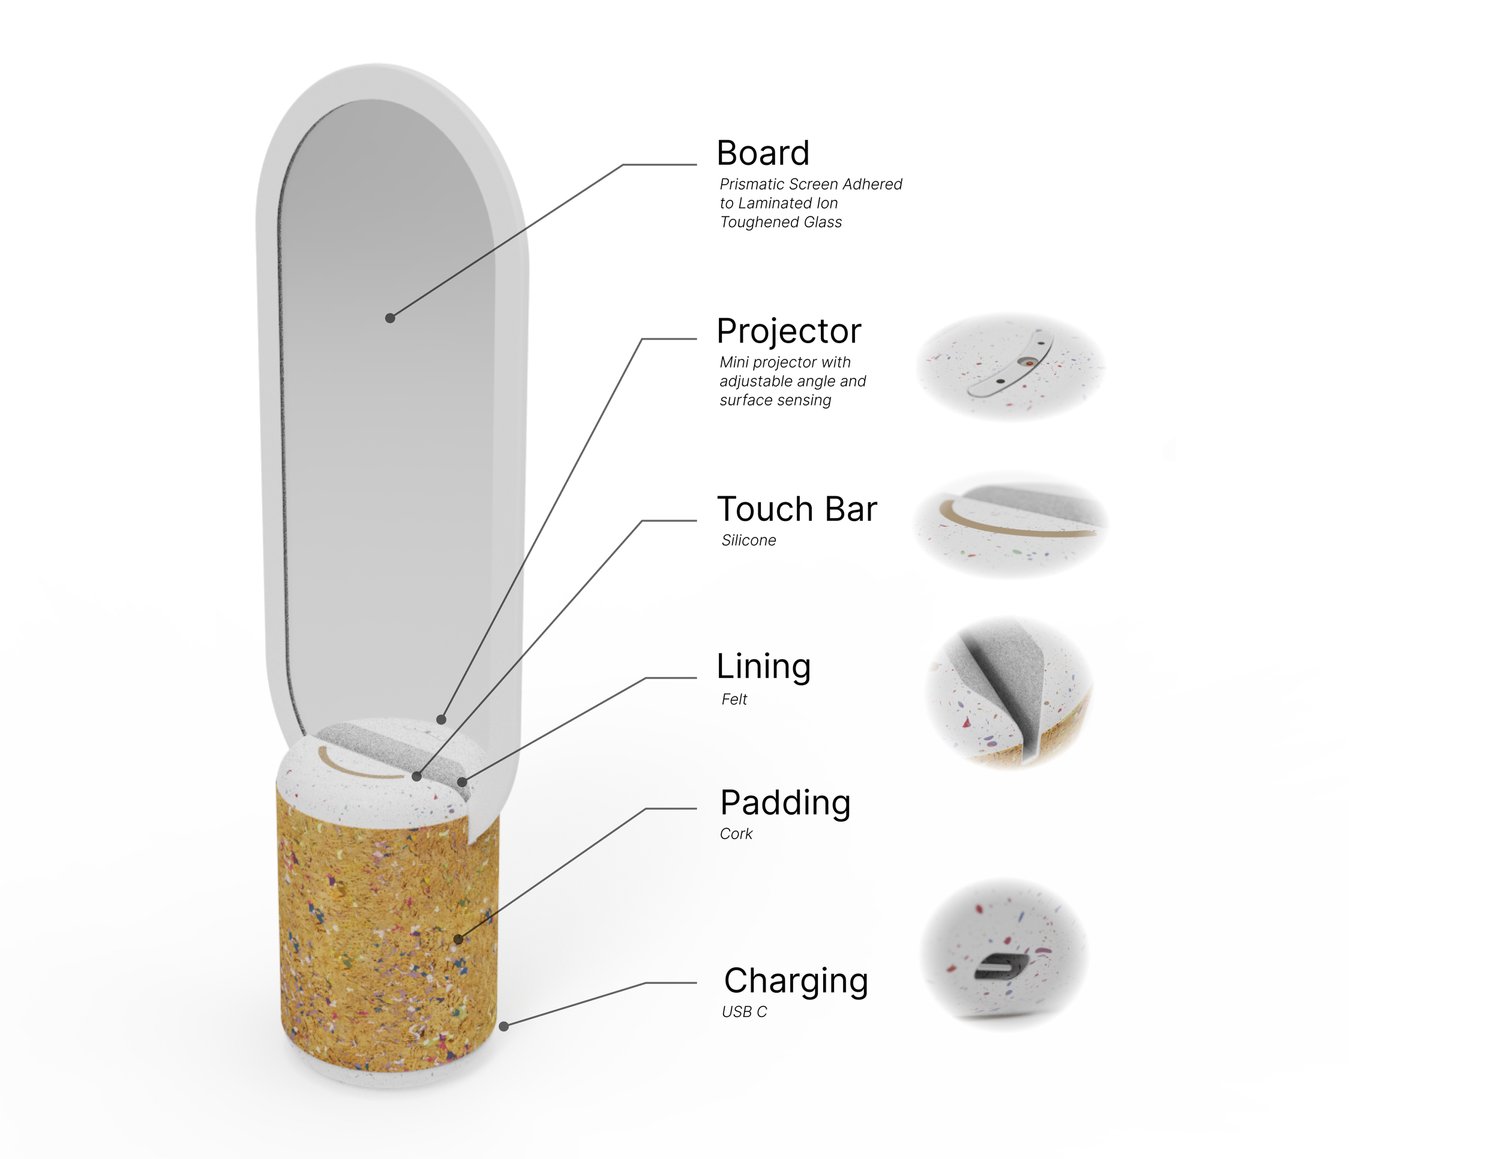 Board
Prismatic Screen Adhered
to Laminated Ion
Toughened Glass
Projector
Mini projector with
adjustable angle and
surface sensing
Touch Bar
Silicone
Lining
Felt
Padding
Cork
Charging
USB C